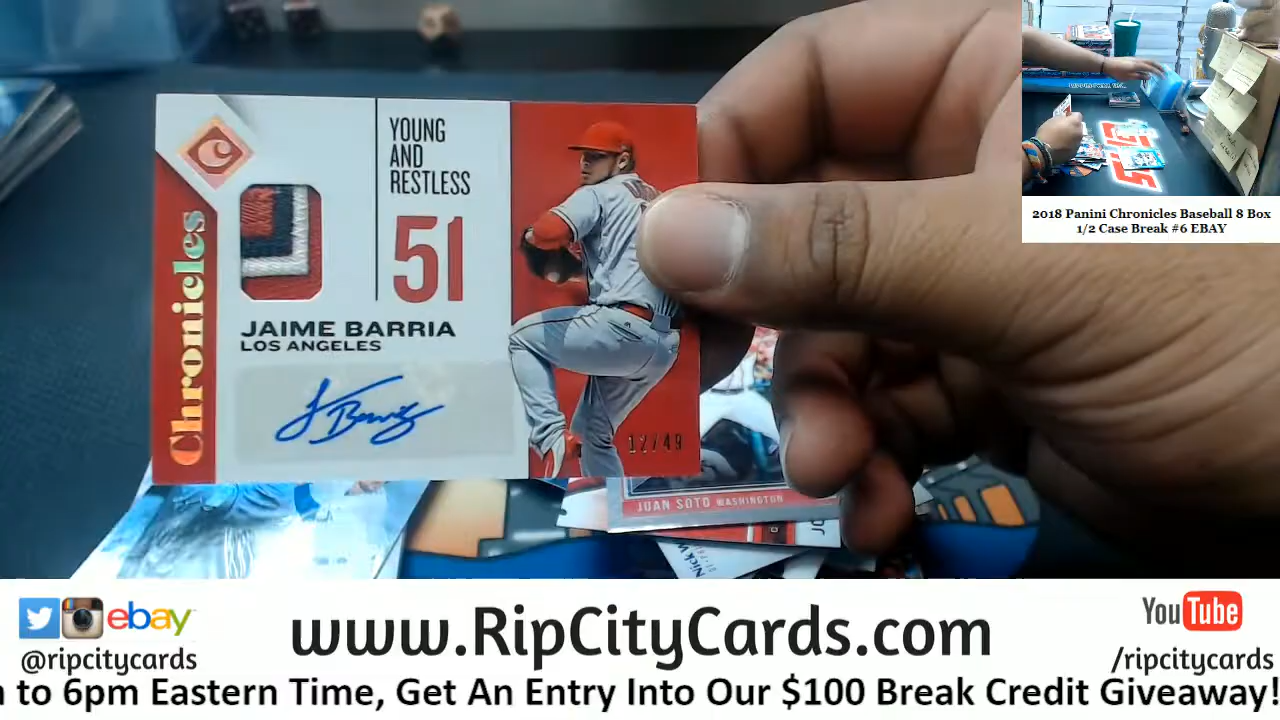 Chronicles
YOUNG
AND
RESTLESS
51
JAIME BARRIA
LOS ANGELES
12/49
JUAN SOTO WASHINGTON
2018 Panini Chronicles Baseball 8 Box
1/2 Case Break #6 EBAY
ebay
@ripcitycards
www.RipCityCards.com
YouTube
/ripcitycards
to 6pm Eastern Time, Get An Entry Into Our $100 Break Credit Giveaway!